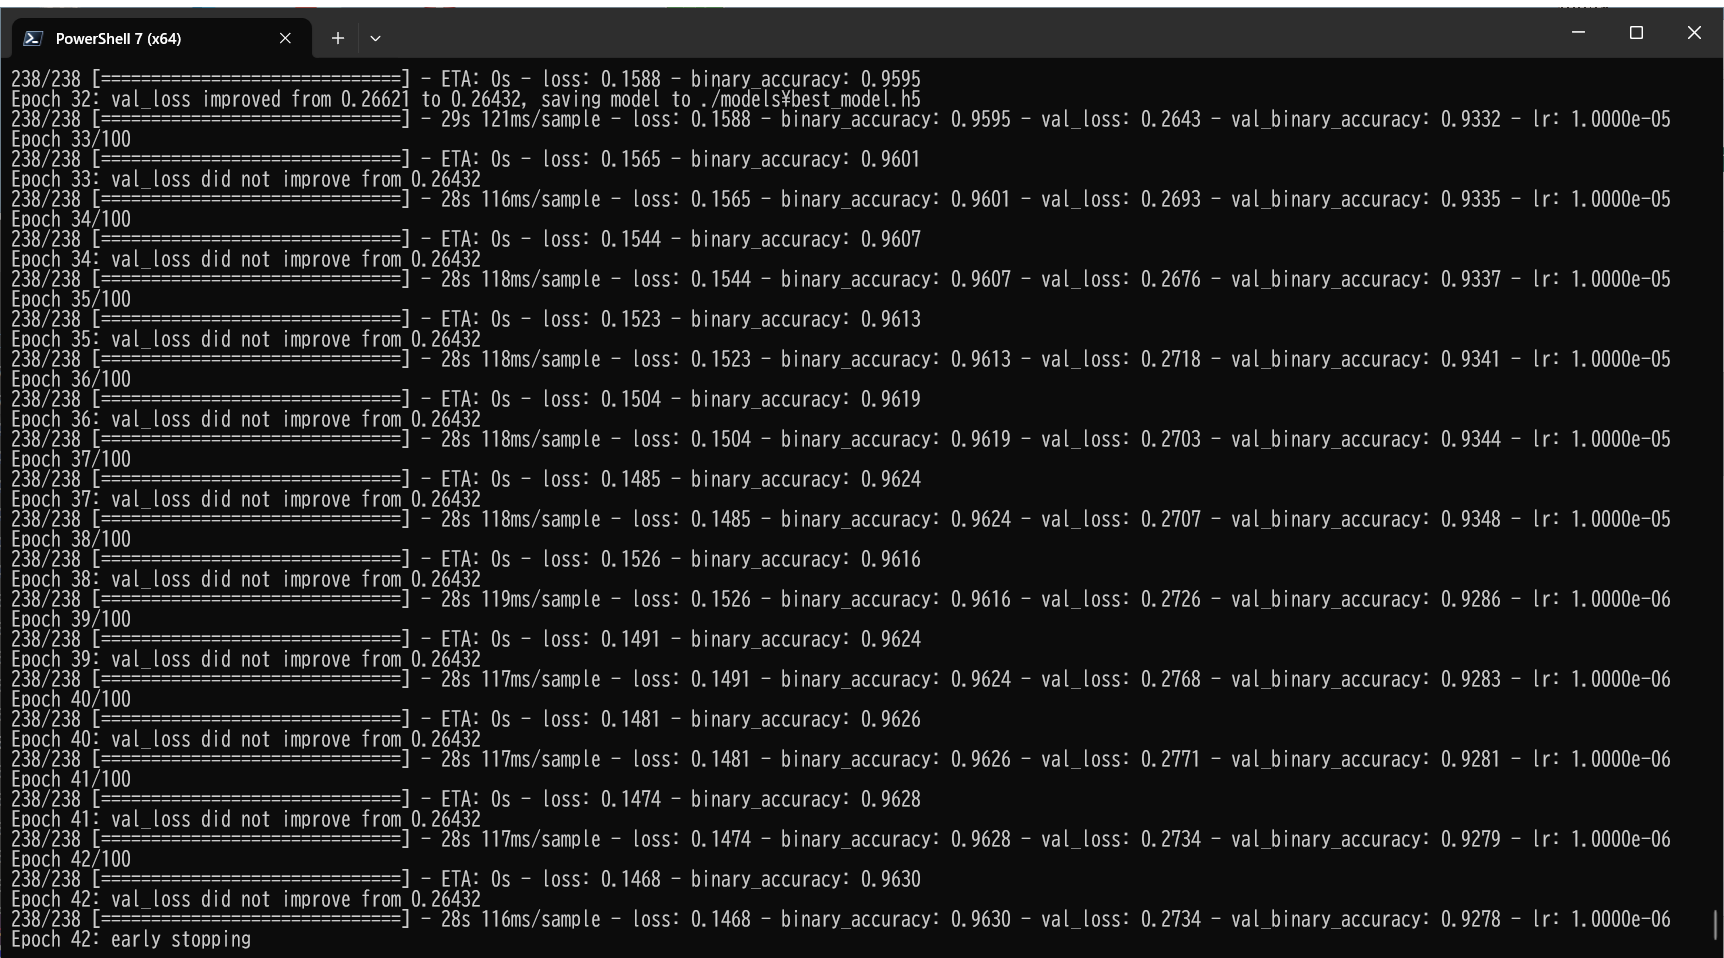 PowerShell 7 (x64)
238/238 [==============================] - ETA: 0s - loss: 0.1588 - binary_accuracy: 0.9595
Epoch 32: val_loss improved from 0.26621 to 0.26432, saving model to ./models¥best_model.h5
238/238 [==============================] - 29s 121ms/sample - loss: 0.1588 - binary_accuracy: 0.9595 - val_loss: 0.2643 - val_binary_accuracy: 0.9332 - lr: 1.0000e-05
Epoch 33/100
238/238 [==============================] - ETA: 0s - loss: 0.1565 - binary_accuracy: 0.9601
Epoch 33: val_loss did not improve from 0.26432
238/238 [==============================] - 28s 116ms/sample - loss: 0.1565 - binary_accuracy: 0.9601 - val_loss: 0.2693 - val_binary_accuracy: 0.9335 - lr: 1.0000e-05
Epoch 34/100
238/238 [==============================] - ETA: 0s - loss: 0.1544 - binary_accuracy: 0.9607
Epoch 34: val_loss did not improve from 0.26432
238/238 [==============================] - 28s 118ms/sample - loss: 0.1544 - binary_accuracy: 0.9607 - val_loss: 0.2676 - val_binary_accuracy: 0.9337 - lr: 1.0000e-05
Epoch 35/100
238/238 [==============================] - ETA: 0s - loss: 0.1523 - binary_accuracy: 0.9613
Epoch 35: val_loss did not improve from 0.26432
238/238 [==============================] - 28s 118ms/sample - loss: 0.1523 - binary_accuracy: 0.9613 - val_loss: 0.2718 - val_binary_accuracy: 0.9341 - lr: 1.0000e-05
Epoch 36/100
238/238 [==============================] - ETA: 0s - loss: 0.1504 - binary_accuracy: 0.9619
Epoch 36: val_loss did not improve from 0.26432
238/238 [==============================] - 28s 118ms/sample - loss: 0.1504 - binary_accuracy: 0.9619 - val_loss: 0.2703 - val_binary_accuracy: 0.9344 - lr: 1.0000e-05
Epoch 37/100
238/238 [==============================] - ETA: 0s - loss: 0.1485 - binary_accuracy: 0.9624
Epoch 37: val_loss did not improve from 0.26432
238/238 [==============================] - 28s 118ms/sample - loss: 0.1485 - binary_accuracy: 0.9624 - val_loss: 0.2707 - val_binary_accuracy: 0.9348 - lr: 1.0000e-05
Epoch 38/100
238/238 [==============================] - ETA: 0s - loss: 0.1526 - binary_accuracy: 0.9616
Epoch 38: val_loss did not improve from 0.26432
238/238 [==============================] - 28s 119ms/sample - loss: 0.1526 - binary_accuracy: 0.9616 - val_loss: 0.2726 - val_binary_accuracy: 0.9286 - lr: 1.0000e-06
Epoch 39/100
238/238 [==============================] - ETA: 0s - loss: 0.1491 - binary_accuracy: 0.9624
Epoch 39: val_loss did not improve from 0.26432
238/238 [==============================] - 28s 117ms/sample - loss: 0.1491 - binary_accuracy: 0.9624 - val_loss: 0.2768 - val_binary_accuracy: 0.9283 - lr: 1.0000e-06
Epoch 40/100
238/238 [==============================] - ETA: 0s - loss: 0.1481 - binary_accuracy: 0.9626
Epoch 40: val_loss did not improve from 0.26432
238/238 [==============================] - 28s 117ms/sample - loss: 0.1481 - binary_accuracy: 0.9626 - val_loss: 0.2771 - val_binary_accuracy: 0.9281 - lr: 1.0000e-06
Epoch 41/100
238/238 [==============================] - ETA: 0s - loss: 0.1474 - binary_accuracy: 0.9628
Epoch 41: val_loss did not improve from 0.26432
238/238 [==============================] - 28s 117ms/sample - loss: 0.1474 - binary_accuracy: 0.9628 - val_loss: 0.2734 - val_binary_accuracy: 0.9279 - lr: 1.0000e-06
Epoch 42/100
238/238 [==============================] - ETA: 0s - loss: 0.1468 - binary_accuracy: 0.9630
Epoch 42: val_loss did not improve from 0.26432
238/238 [==============================] - 28s 116ms/sample - loss: 0.1468 - binary_accuracy: 0.9630 - val_loss: 0.2734 - val_binary_accuracy: 0.9278 - lr: 1.0000e-06
Epoch 42: early stopping